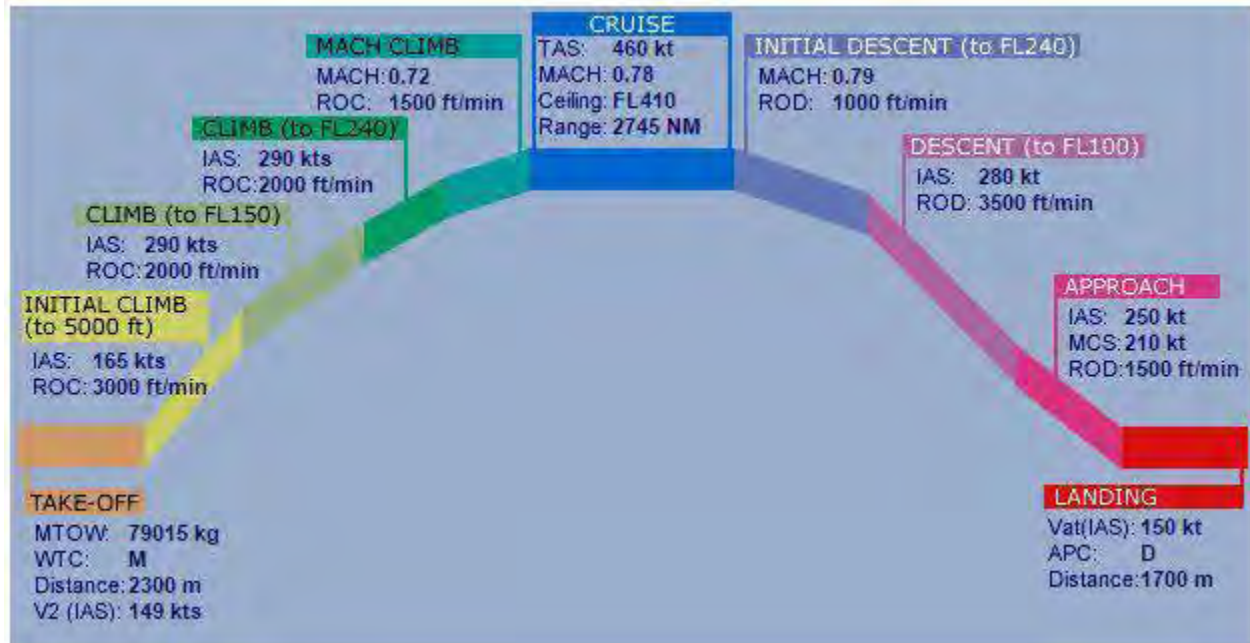 CRUISE
TAS: 460 kt
MACH: 0.78
Ceiling: FL410
Range: 2745 NM
MACH CLIMB
MACH: 0.72
ROC: 1500 ft/min
INITIAL DESCENT (to FL240)
MACH: 0.79
ROD: 1000 ft/min
CLIMB (to FL240)
IAS: 290 kts
ROC: 2000 ft/min
DESCENT (to FL100)
IAS: 280 kt
ROD: 3500 ft/min
CLIMB (to FL150)
IAS: 290 kts
ROC: 2000 ft/min
INITIAL CLIMB
(to 5000 ft)
IAS: 165 kts
ROC: 3000 ft/min
APPROACH
IAS: 250 kt
MCS: 210 kt
ROD: 1500 ft/min
TAKE-OFF
MTOW: 79015 kg
WTC: M
Distance: 2300 m
V2 (IAS): 149 kts
LANDING
Vat(IAS): 150 kt
APC: D
Distance: 1700 m